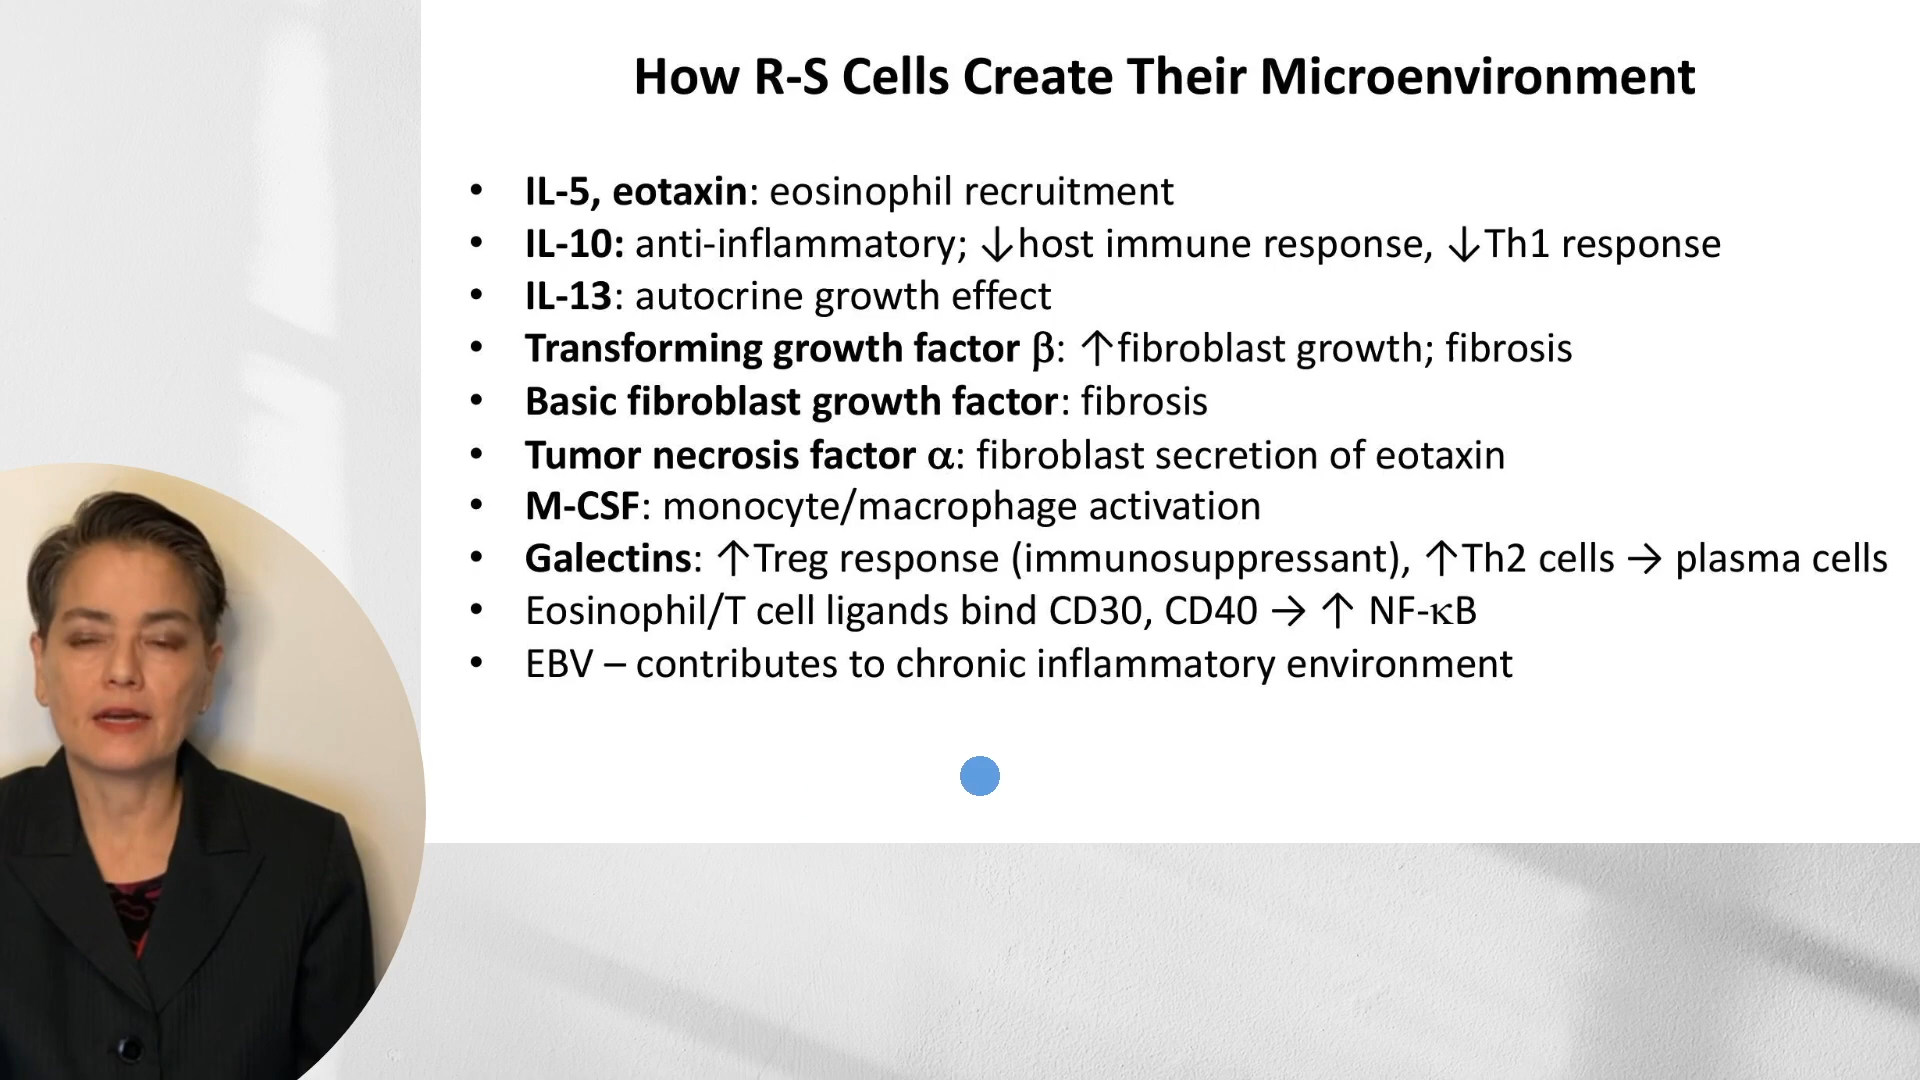 How R-S Cells Create Their Microenvironment
• IL-5, eotaxin: eosinophil recruitment
• IL-10: anti-inflammatory; ↓host immune response, ↓Th1 response
• IL-13: autocrine growth effect
• Transforming growth factor β: ↑fibroblast growth; fibrosis
• Basic fibroblast growth factor: fibrosis
• Tumor necrosis factor α: fibroblast secretion of eotaxin
• M-CSF: monocyte/macrophage activation
• Galectins: ↑Treg response (immunosuppressant), ↑Th2 cells → plasma cells
• Eosinophil/T cell ligands bind CD30, CD40 → ↑ NF-κB
• EBV – contributes to chronic inflammatory environment